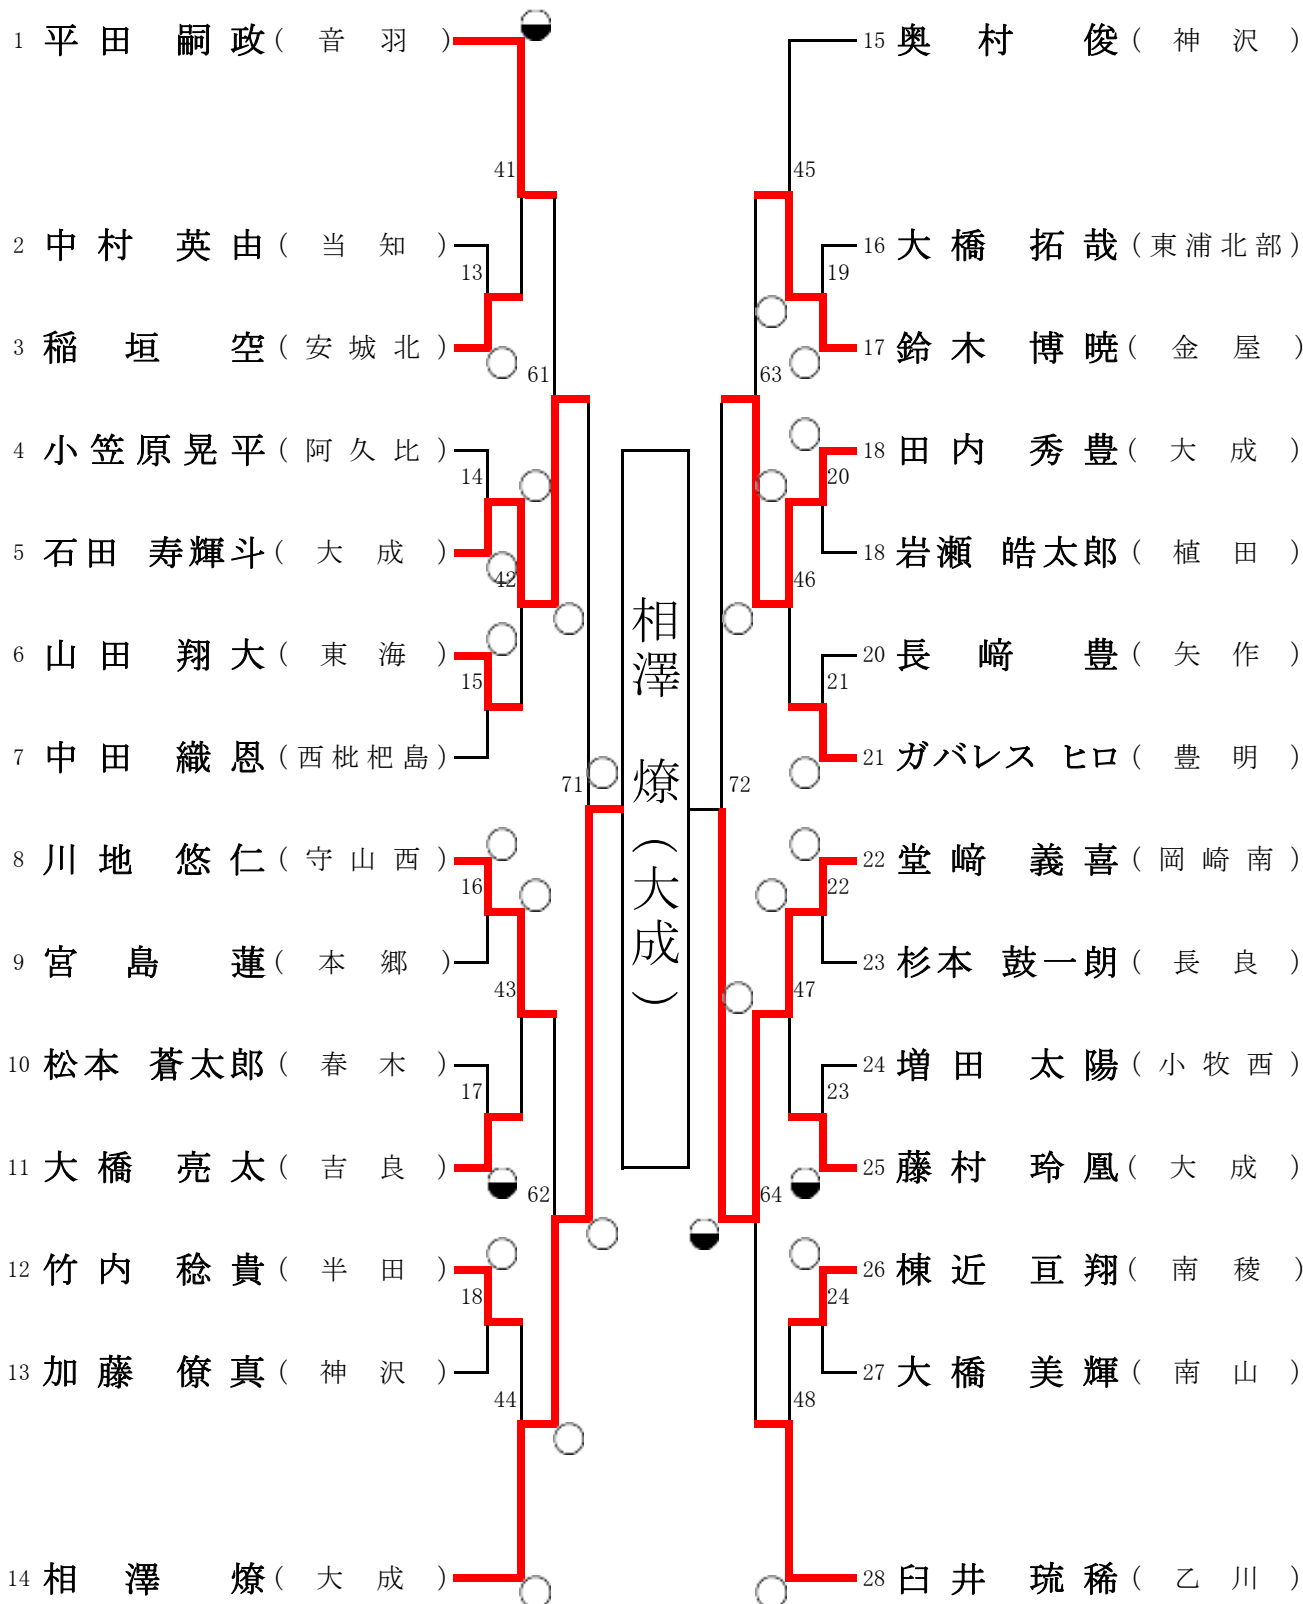 1 平田 嗣政(音羽)
41
2 中村 英由(当知)
13
3 稲垣 空(安城北)
61
4 小笠原晃平(阿久比)
14
5 石田 寿輝斗(大成)
42
6 山田 翔大(東海)
15
7 中田 織恩(西枇杷島)
71
8 川地 悠仁(守山西)
16
9 宮島 蓮(本郷)
43
10 松本 蒼太郎(春木)
17
11 大橋 亮太(吉良)
62
12 竹内 稔貴(半田)
18
13 加藤 僚真(神沢)
44
14 相澤 燎(大成)
相澤 燎(大成)
15 奥村 俊(神沢)
45
16 大橋 拓哉(東浦北部)
19
17 鈴木 博暁(金屋)
63
18 田内 秀豊(大成)
20
18 岩瀬 皓太郎(植田)
46
20 長﨑 豊(矢作)
21
21 ガバレス ヒロ(豊明)
72
22 堂﨑 義喜(岡崎南)
22
23 杉本 鼓一朗(長良)
47
24 増田 太陽(小牧西)
23
25 藤村 玲凰(大成)
64
26 棟近 亘翔(南稜)
24
27 大橋 美輝(南山)
48
28 臼井 琉稀(乙川)